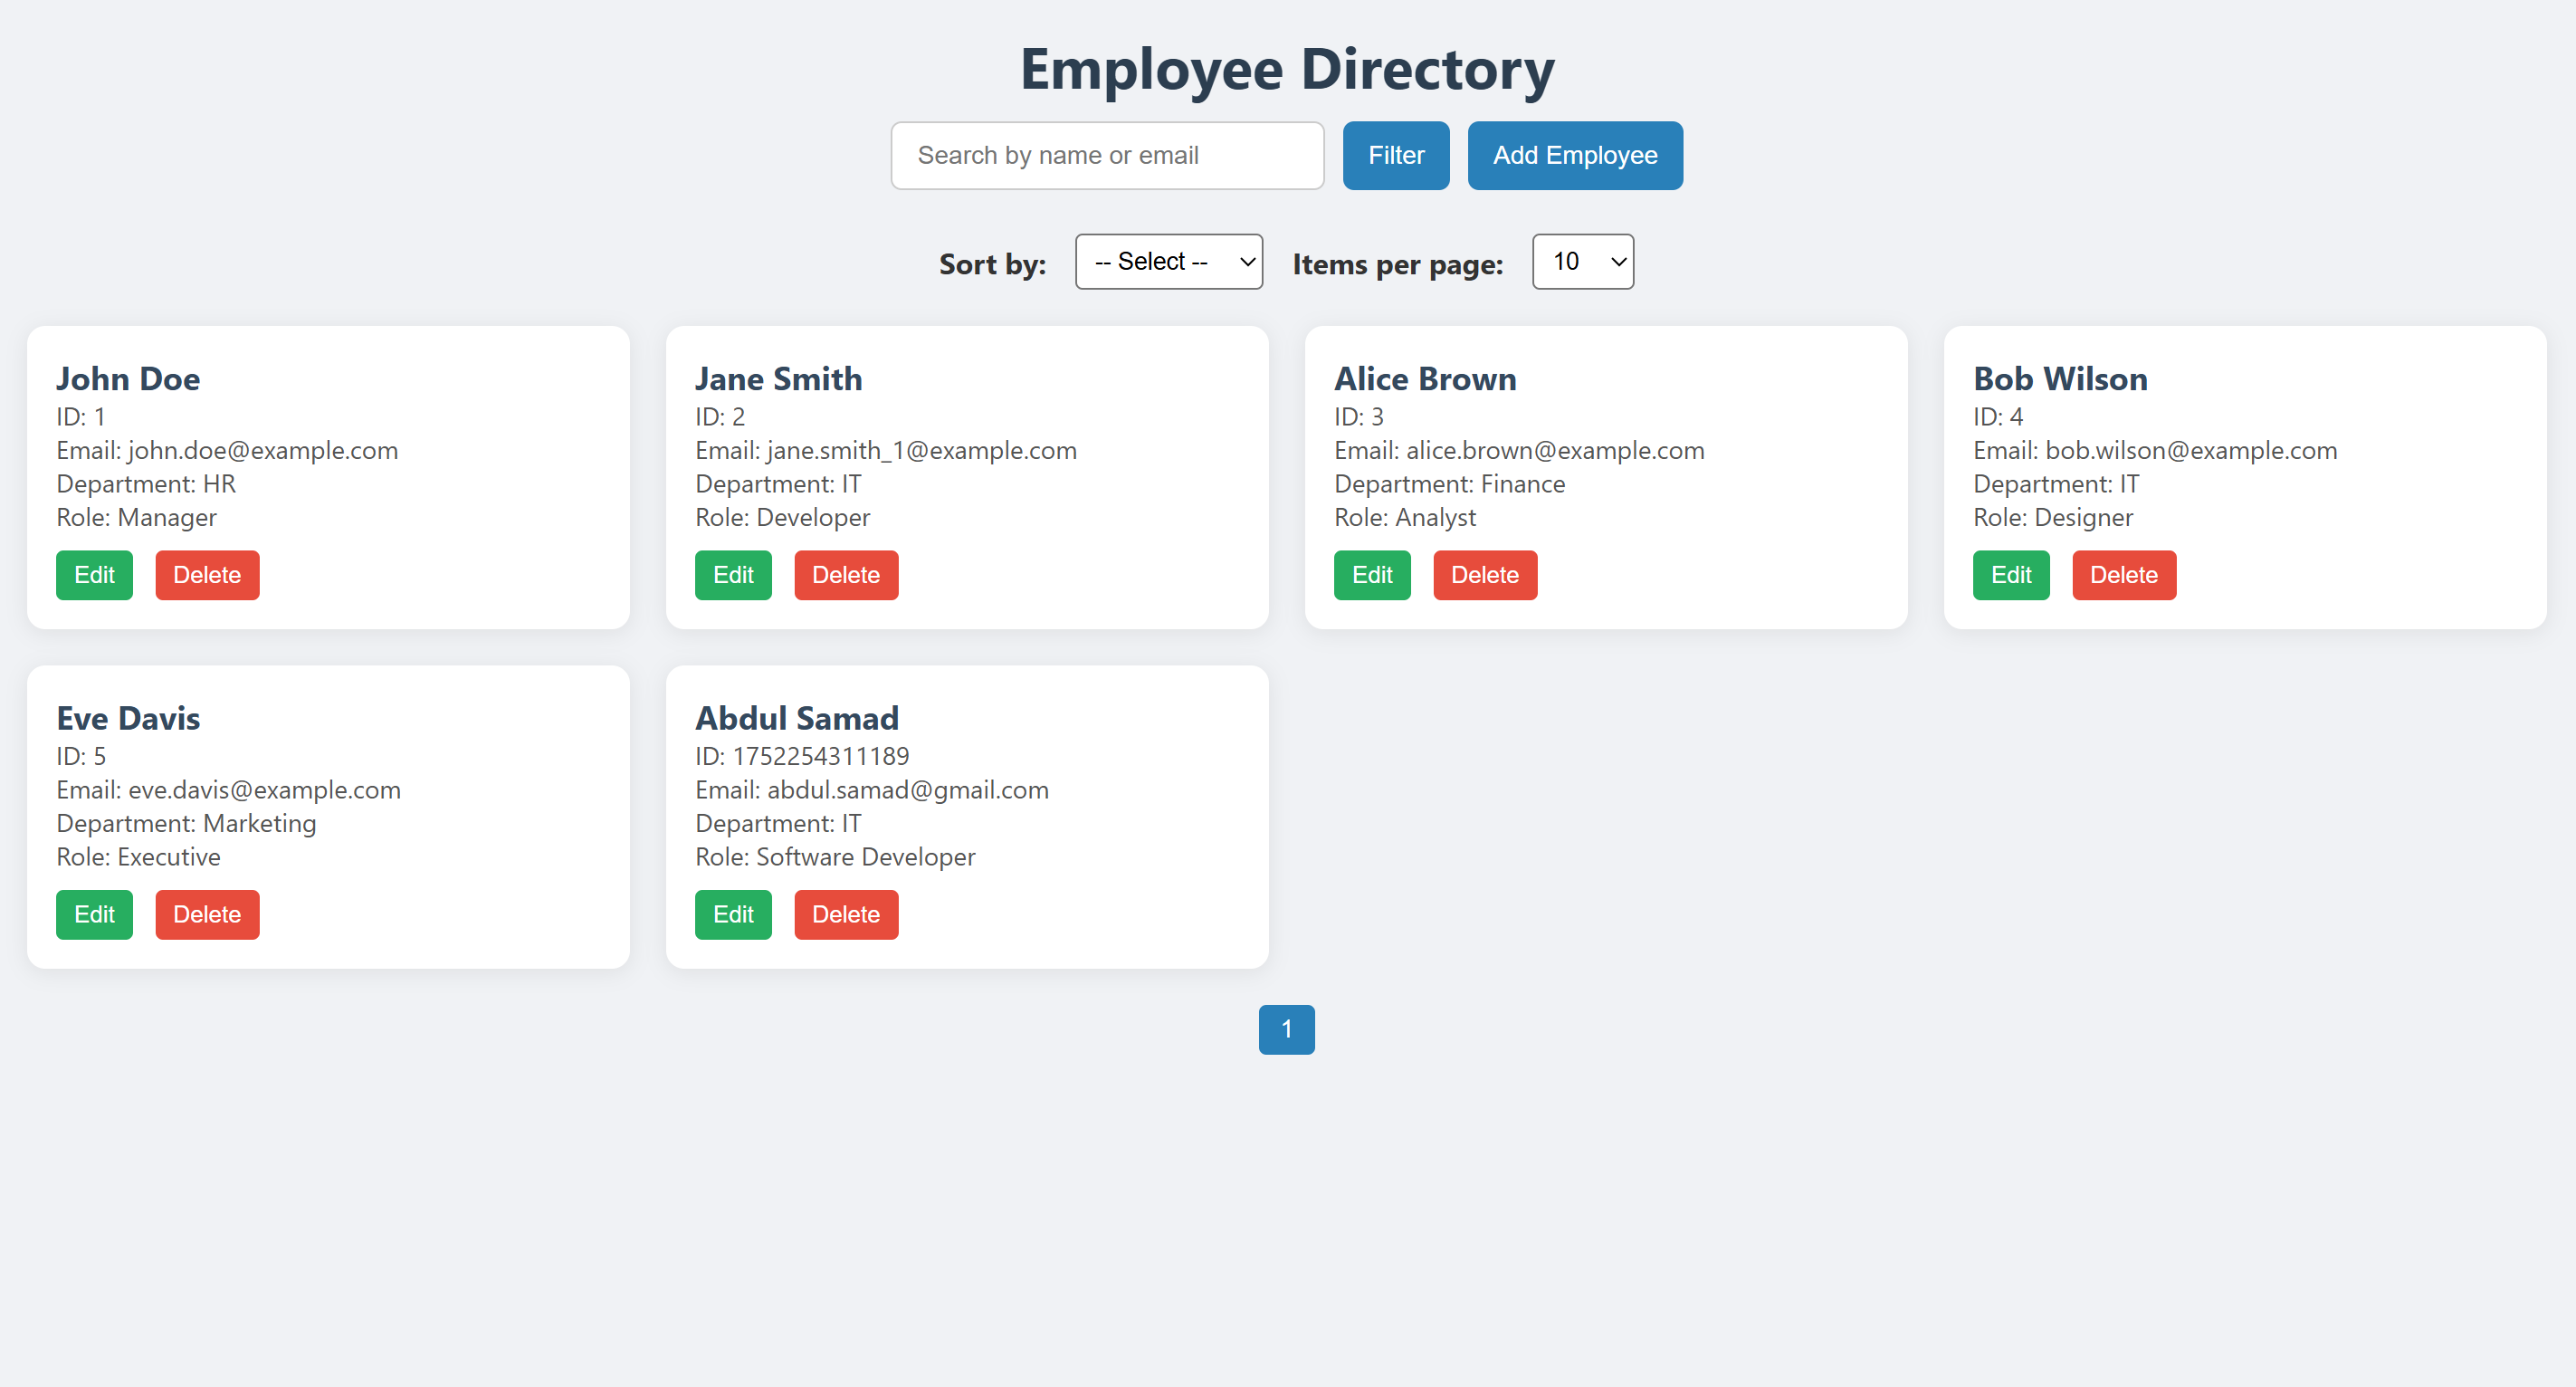 Employee Directory
Search by name or email
Filter
Add Employee
Sort by:
-- Select --
Items per page:
10
John Doe
ID: 1
Email: john.doe@example.com
Department: HR
Role: Manager
Edit
Delete
Jane Smith
ID: 2
Email: jane.smith_1@example.com
Department: IT
Role: Developer
Edit
Delete
Alice Brown
ID: 3
Email: alice.brown@example.com
Department: Finance
Role: Analyst
Edit
Delete
Bob Wilson
ID: 4
Email: bob.wilson@example.com
Department: IT
Role: Designer
Edit
Delete
Eve Davis
ID: 5
Email: eve.davis@example.com
Department: Marketing
Role: Executive
Edit
Delete
Abdul Samad
ID: 1752254311189
Email: abdul.samad@gmail.com
Department: IT
Role: Software Developer
Edit
Delete
1